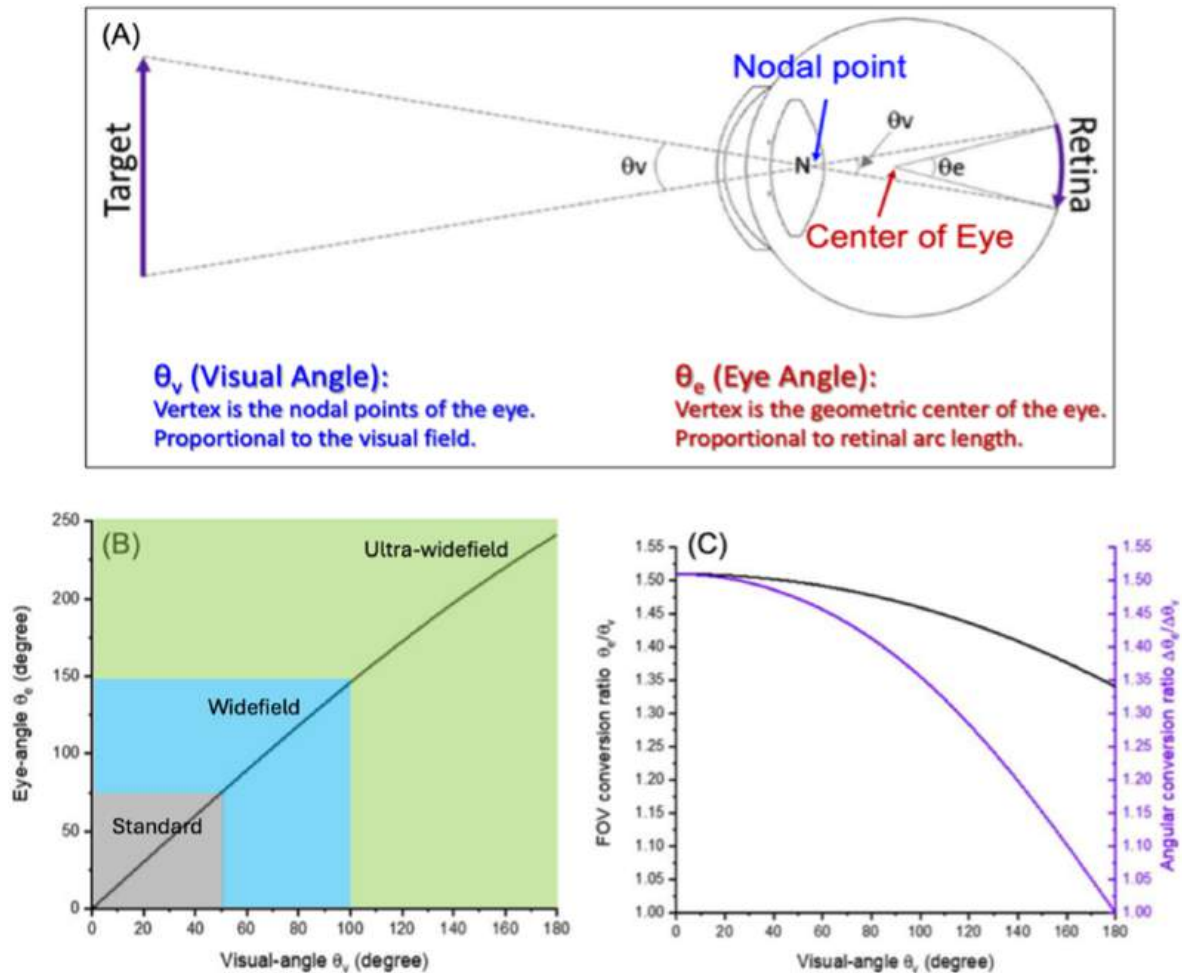 (A)
Nodal point
Target
θv
N
θv
θe
Retina
Center of Eye
θv (Visual Angle):
Vertex is the nodal points of the eye.
Proportional to the visual field.
θe (Eye Angle):
Vertex is the geometric center of the eye.
Proportional to retinal arc length.
(B)
Ultra-widefield
Widefield
Standard
Eye-angle θe (degree)
250
200
150
100
50
0
0 20 40 60 80 100 120 140 160 180
Visual-angle θv (degree)
(C)
FOV conversion ratio θe/θv
1.55
1.50
1.45
1.40
1.35
1.30
1.25
1.20
1.15
1.10
1.05
1.00
0 20 40 60 80 100 120 140 160 180
Visual-angle θv (degree)
1.55
1.50
1.45
1.40
1.35
1.30
1.25
1.20
1.15
1.10
1.05
1.00
Angular conversion ratio Δθe/Δθv